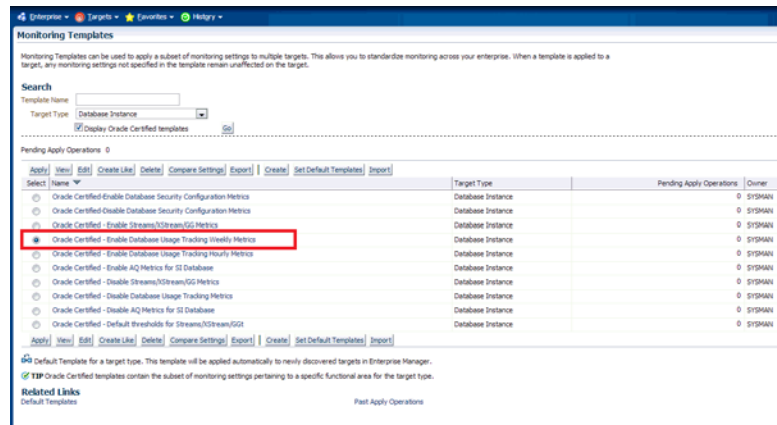 Enterprise Targets Favorites History
Monitoring Templates
Monitoring Templates can be used to apply a subset of monitoring settings to multiple targets. This allows you to standardize monitoring across your enterprise. When a template is applied to a
target, any monitoring settings not specified in the template remain unaffected on the target.
Search
Template Name
Target Type Database Instance
Display Oracle Certified templates Go
Pending Apply Operations 0
Apply View Edit Create Like Delete Compare Settings Export | Create Set Default Templates Import
Select Name Target Type Pending Apply Operations Owner
Oracle Certified-Enable Database Security Configuration Metrics Database Instance 0 SYSMAN
Oracle Certified-Disable Database Security Configuration Metrics Database Instance 0 SYSMAN
Oracle Certified - Enable Streams/XStream/GG Metrics Database Instance 0 SYSMAN
Oracle Certified - Enable Database Usage Tracking Weekly Metrics Database Instance 0 SYSMAN
Oracle Certified - Enable Database Usage Tracking Hourly Metrics Database Instance 0 SYSMAN
Oracle Certified - Enable AQ Metrics for SI Database Database Instance 0 SYSMAN
Oracle Certified - Disable Streams/XStream/GG Metrics Database Instance 0 SYSMAN
Oracle Certified - Disable Database Usage Tracking Metrics Database Instance 0 SYSMAN
Oracle Certified - Disable AQ Metrics for SI Database Database Instance 0 SYSMAN
Oracle Certified - Default thresholds for Streams/XStream/GGt Database Instance 0 SYSMAN
Apply View Edit Create Like Delete Compare Settings Export | Create Set Default Templates Import
Default Template for a target type. This template will be applied automatically to newly discovered targets in Enterprise Manager.
TIP Oracle Certified templates contain the subset of monitoring settings pertaining to a specific functional area for the target type.
Related Links
Default Templates Past Apply Operations